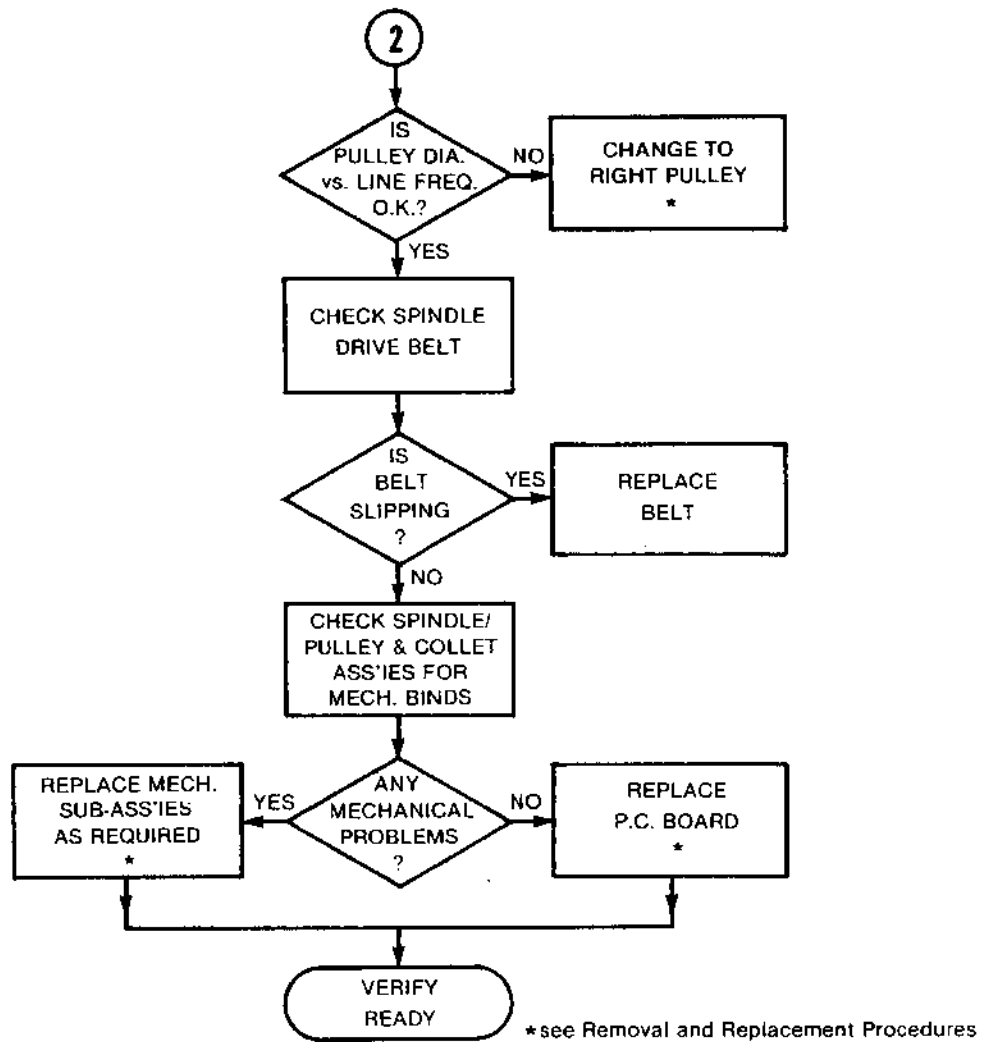 2
IS
PULLEY DIA.
vs. LINE FREQ.
O.K.?
NO
CHANGE TO
RIGHT PULLEY
*
YES
CHECK SPINDLE
DRIVE BELT
IS
BELT
SLIPPING
?
YES
REPLACE
BELT
NO
CHECK SPINDLE/
PULLEY & COLLET
ASS'IES FOR
MECH. BINDS
REPLACE MECH.
SUB-ASS'IES
AS REQUIRED
*
YES
ANY
MECHANICAL
PROBLEMS
?
NO
REPLACE
P.C. BOARD
*
VERIFY
READY
*see Removal and Replacement Procedures